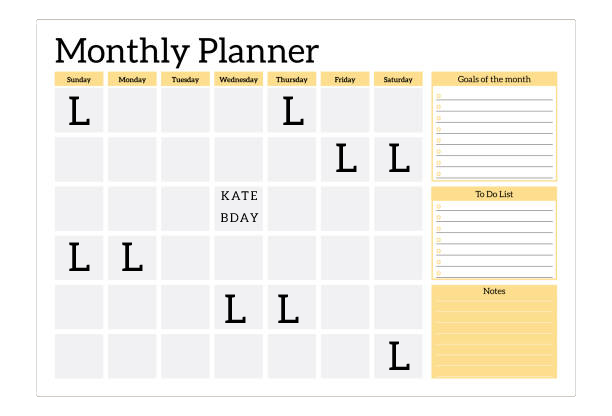 Monthly Planner
Sunday Monday Tuesday Wednesday Thursday Friday Saturday
L L
L L
KATE
BDAY
L L
L L
L
Goals of the month
To Do List
Notes